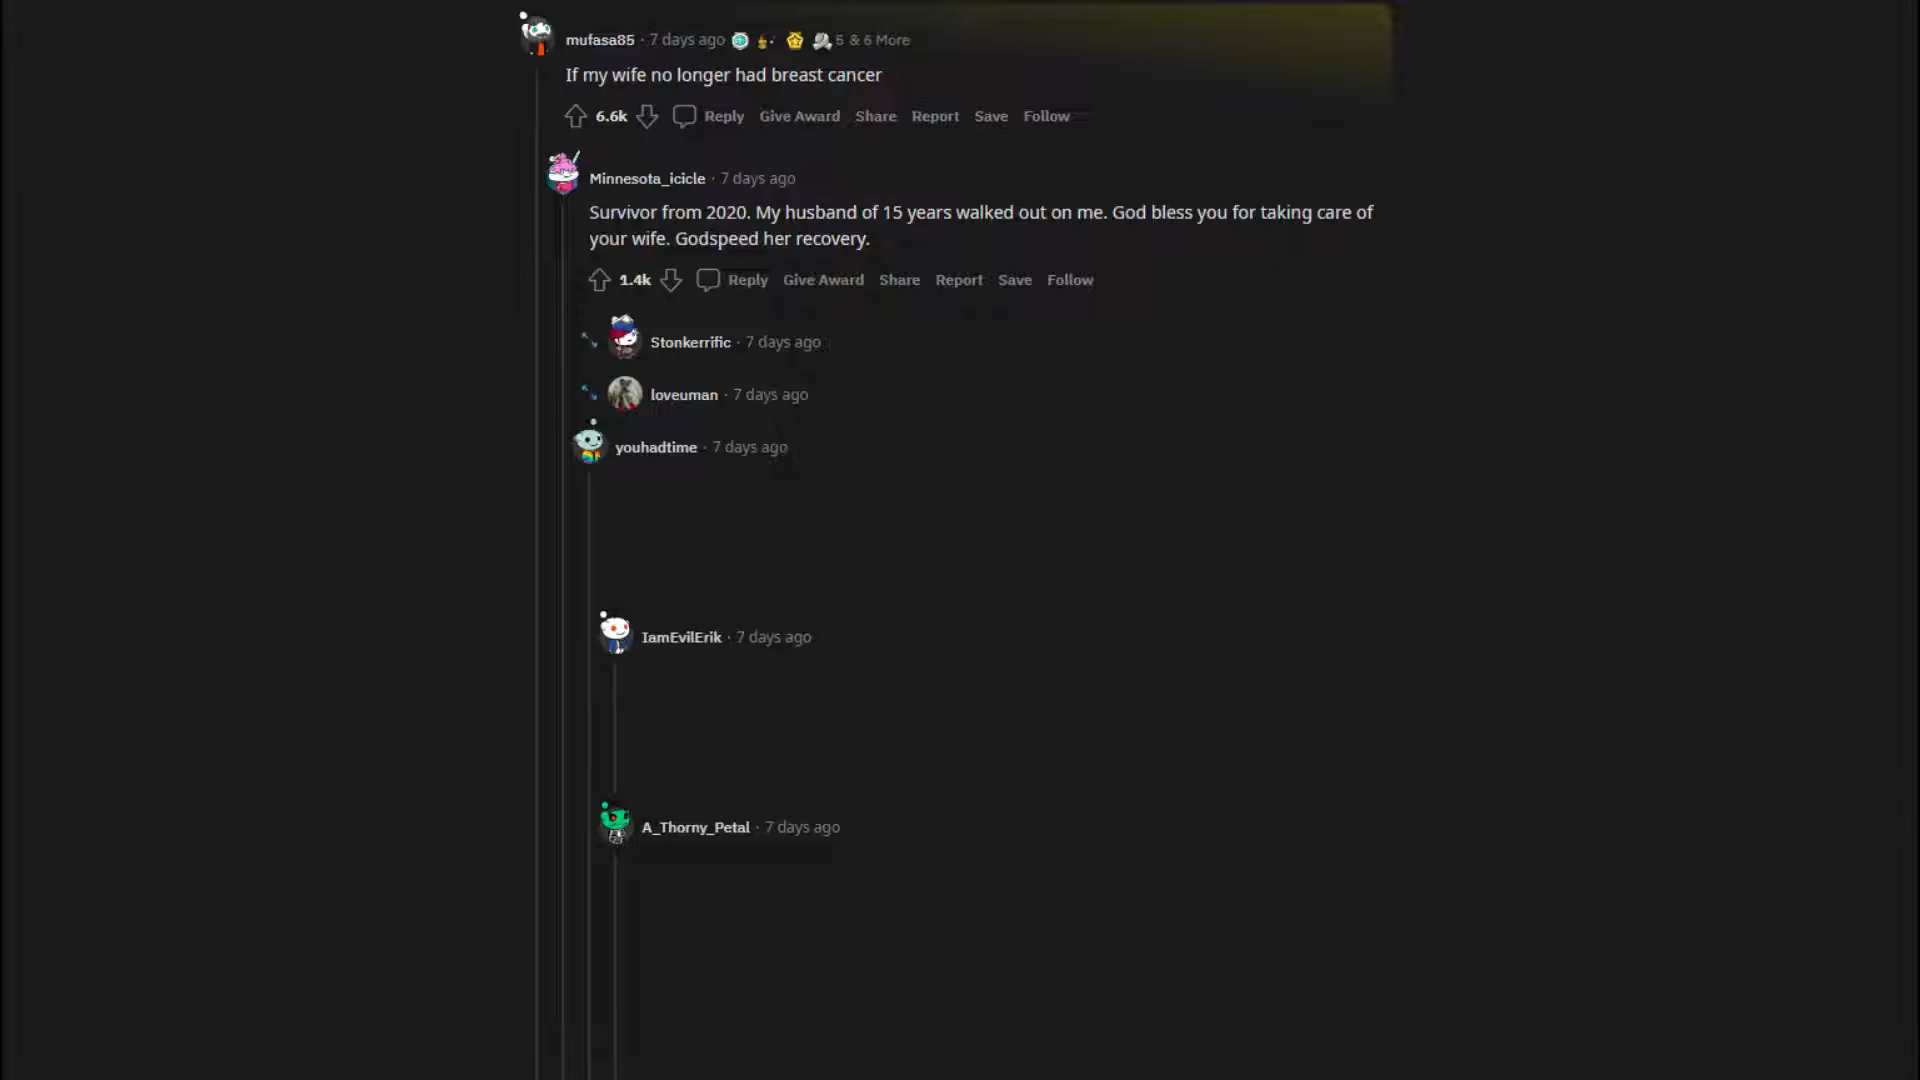 mufasa85 · 7 days ago 5 & 6 More
If my wife no longer had breast cancer
6.6k Reply Give Award Share Report Save Follow
Minnesota_icicle · 7 days ago
Survivor from 2020. My husband of 15 years walked out on me. God bless you for taking care of
your wife. Godspeed her recovery.
1.4k Reply Give Award Share Report Save Follow
Stonkerrific · 7 days ago
loveuman · 7 days ago
youhadtime · 7 days ago
IamEvilErik · 7 days ago
A_Thorny_Petal · 7 days ago